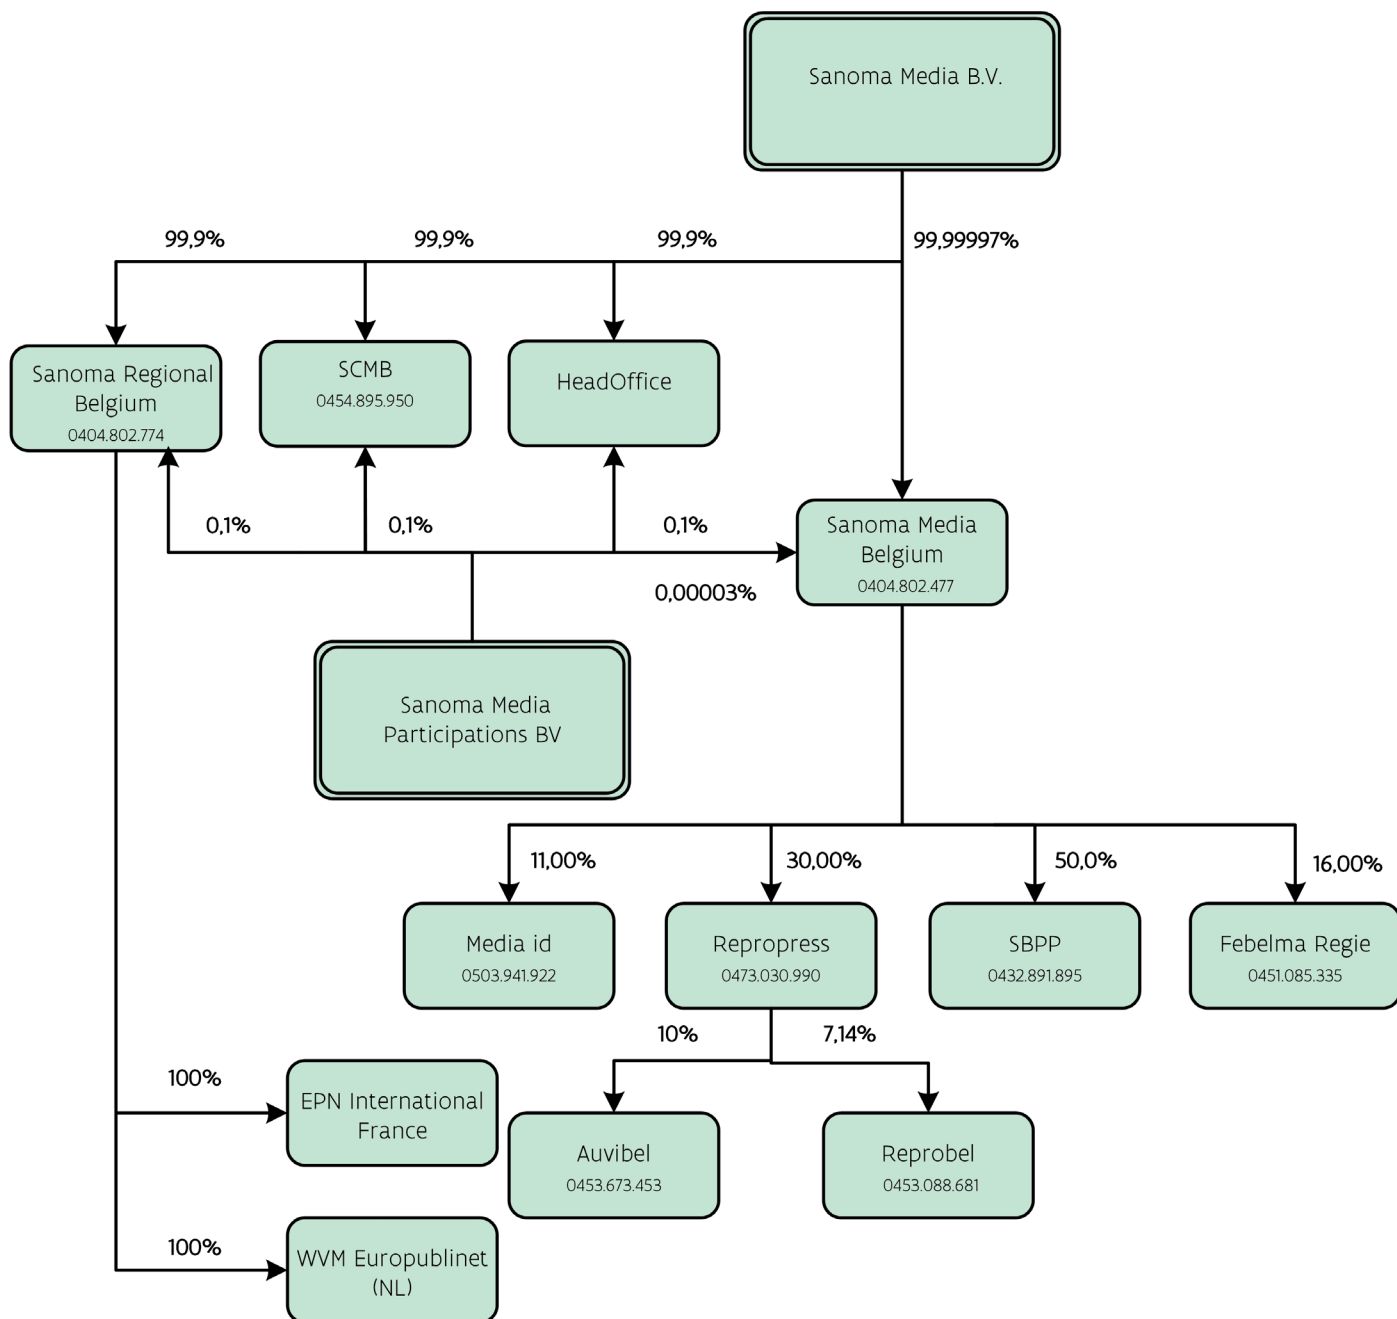 Sanoma Media B.V.
99,9%
99,9%
99,9%
99,99997%
Sanoma Regional
Belgium
0404.802.774
SCMB
0454.895.950
HeadOffice
0,1%
0,1%
0,1%
0,00003%
Sanoma Media
Belgium
0404.802.477
Sanoma Media
Participations BV
11,00%
30,00%
50,0%
16,00%
Media id
0503.941.922
Repropress
0473.030.990
SBPP
0432.891.895
Febelma Regie
0451.085.335
10%
7,14%
100%
EPN International
France
Auvibel
0453.673.453
Reprobel
0453.088.681
100%
WVM Europublinet
(NL)